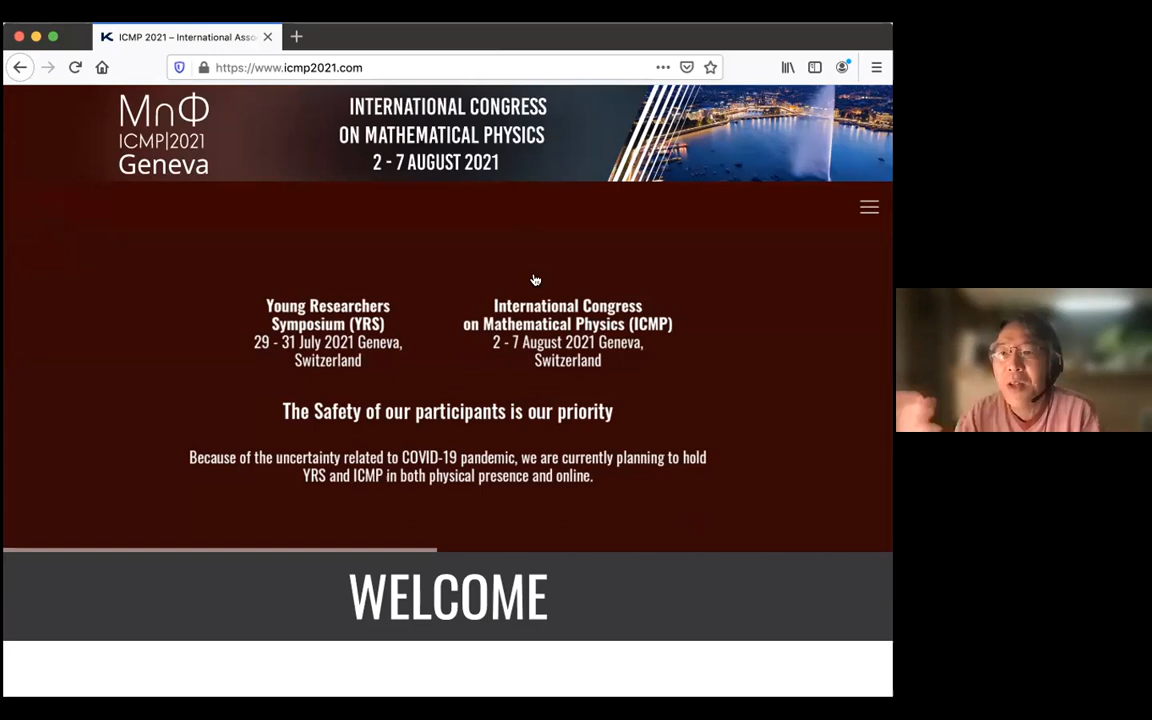 ICMP 2021 – International Asso
https://www.icmp2021.com
MпФ
ICMP|2021
Geneva
INTERNATIONAL CONGRESS
ON MATHEMATICAL PHYSICS
2 - 7 AUGUST 2021
Young Researchers
Symposium (YRS)
29 - 31 July 2021 Geneva,
Switzerland
International Congress
on Mathematical Physics (ICMP)
2 - 7 August 2021 Geneva,
Switzerland
The Safety of our participants is our priority
Because of the uncertainty related to COVID-19 pandemic, we are currently planning to hold
YRS and ICMP in both physical presence and online.
WELCOME